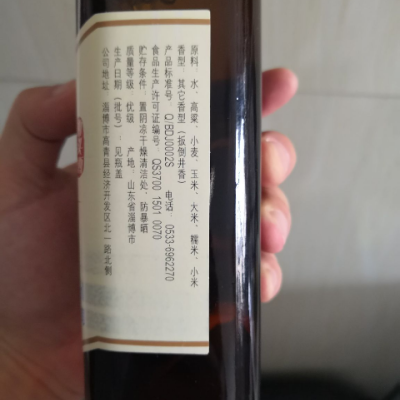 原料：水、高粱、小麦、玉米、大米、糯米、小米
香型：其它香型（扳倒井香）
产品标准号：Q/BDJ0002S 电话：0533-6962270
食品生产许可证编号：QS3700 1501 0070
贮存条件：置阴凉干燥清洁处、防暴晒
质量等级：优级 产地：山东省淄博市
生产日期（批号）：见瓶盖
公司地址：淄博市高青县经济开发区北一路北侧